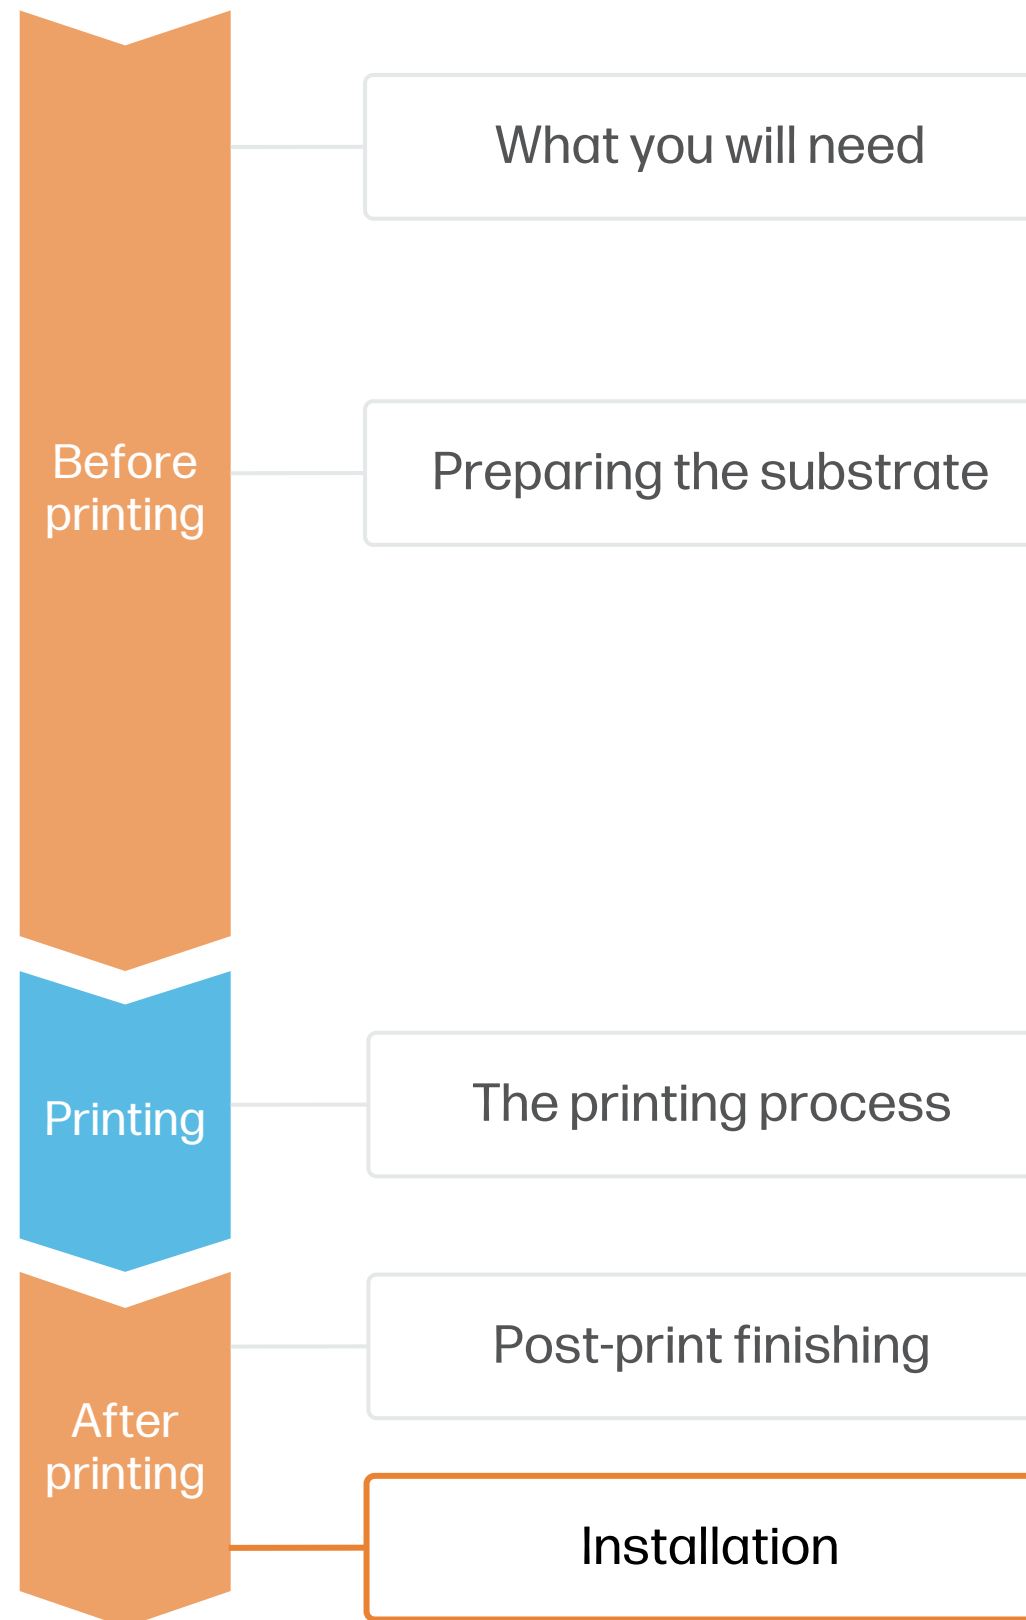 What you will need
Before
printing
Preparing the substrate
Printing
The printing process
Post-print finishing
After
printing
Installation